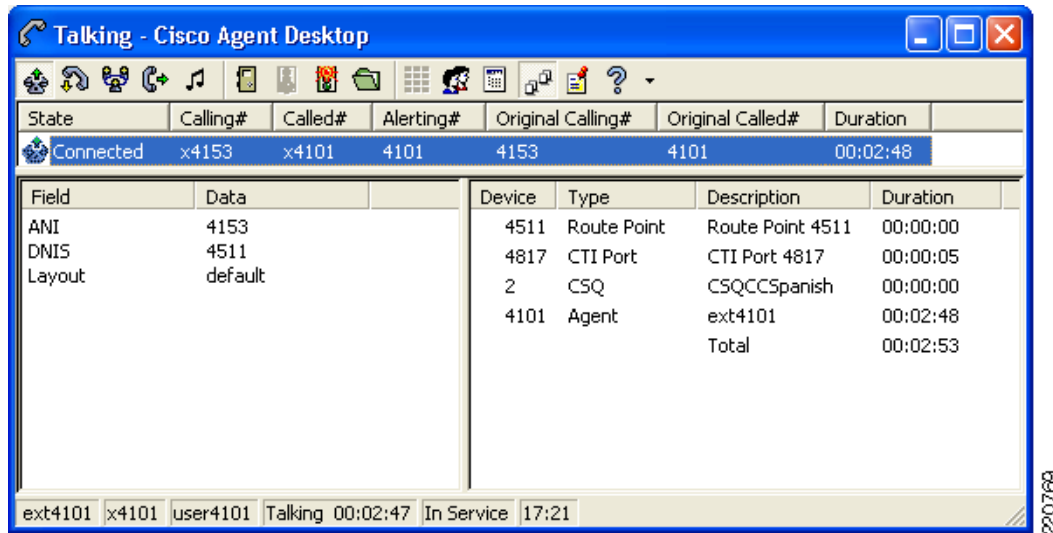 Talking - Cisco Agent Desktop
State Calling# Called# Alerting# Original Calling# Original Called# Duration
Connected x4153 x4101 4101 4153 4101 00:02:48
Field Data
ANI 4153
DNIS 4511
Layout default
Device Type Description Duration
4511 Route Point Route Point 4511 00:00:00
4817 CTI Port CTI Port 4817 00:00:05
2 CSQ CSQCCSpanish 00:00:00
4101 Agent ext4101 00:02:48
Total 00:02:53
ext4101 x4101 user4101 Talking 00:02:47 In Service 17:21
220769